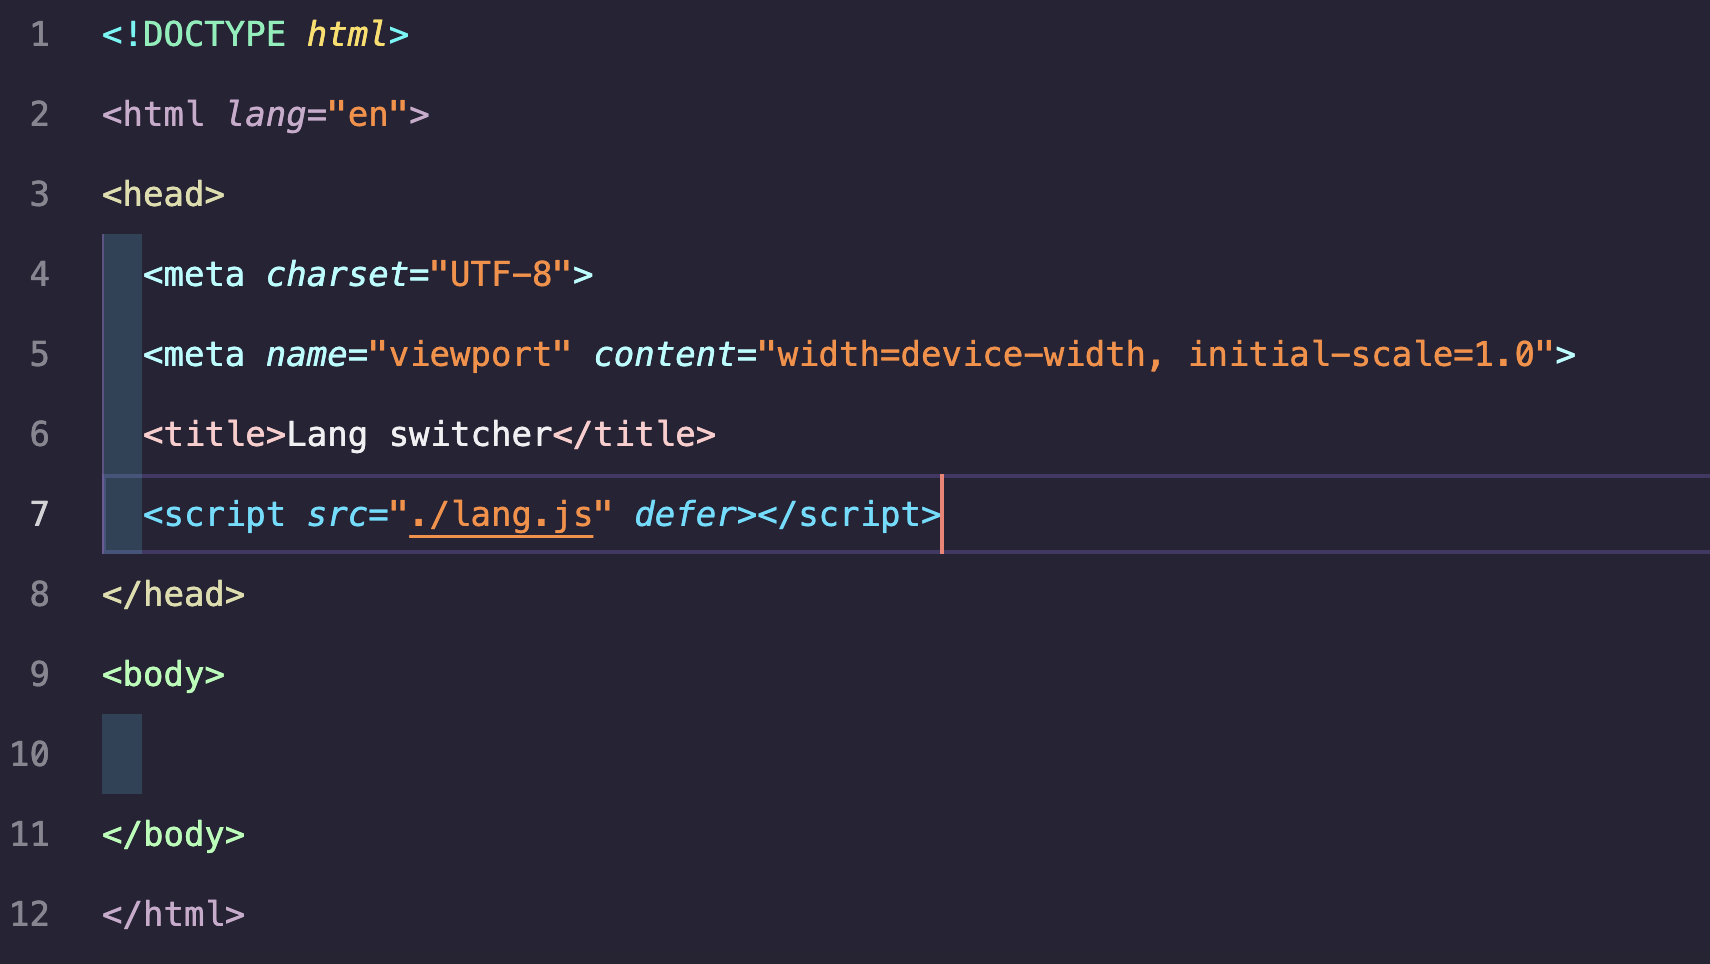 1 <!DOCTYPE html>
2 <html lang="en">
3 <head>
4   <meta charset="UTF-8">
5   <meta name="viewport" content="width=device-width, initial-scale=1.0">
6   <title>Lang switcher</title>
7   <script src="./lang.js" defer></script>
8 </head>
9 <body>
10
11 </body>
12 </html>